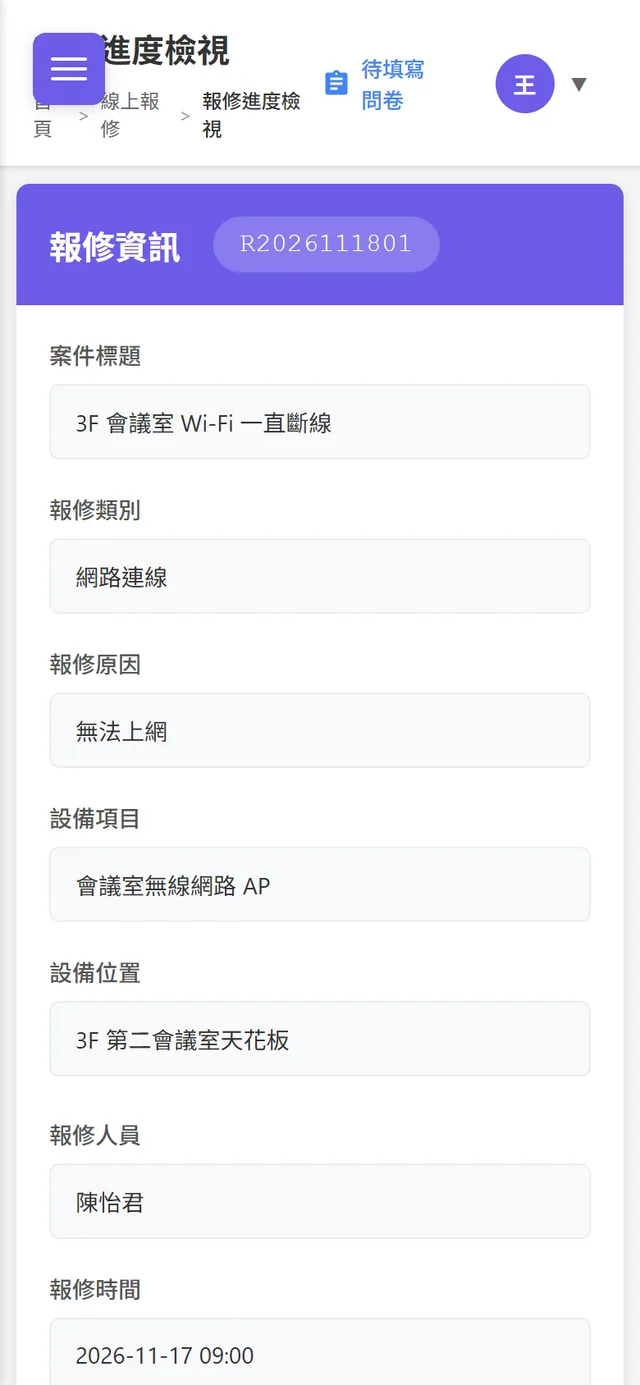 進度檢視
首頁 > 線上報修 > 報修進度檢視
待填寫問卷
王 ▼
報修資訊
R2026111801
案件標題
3F 會議室 Wi-Fi 一直斷線
報修類別
網路連線
報修原因
無法上網
設備項目
會議室無線網路 AP
設備位置
3F 第二會議室天花板
報修人員
陳怡君
報修時間
2026-11-17 09:00